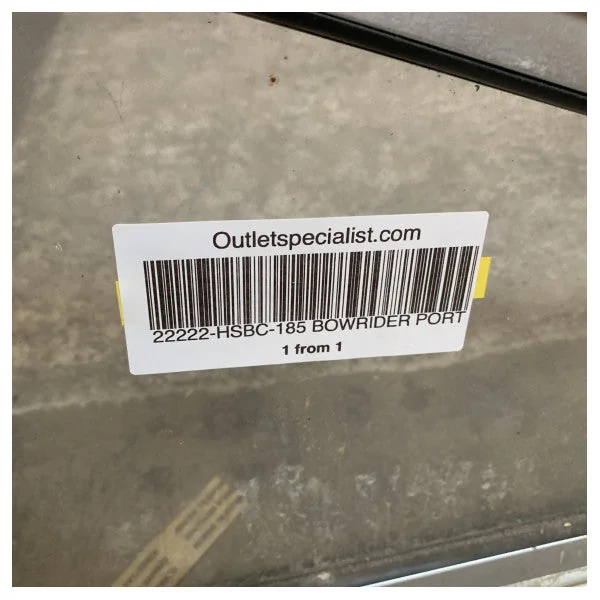 Outletspecialist.com
22222-HSBC-185 BOWRIDER PORT
1 from 1